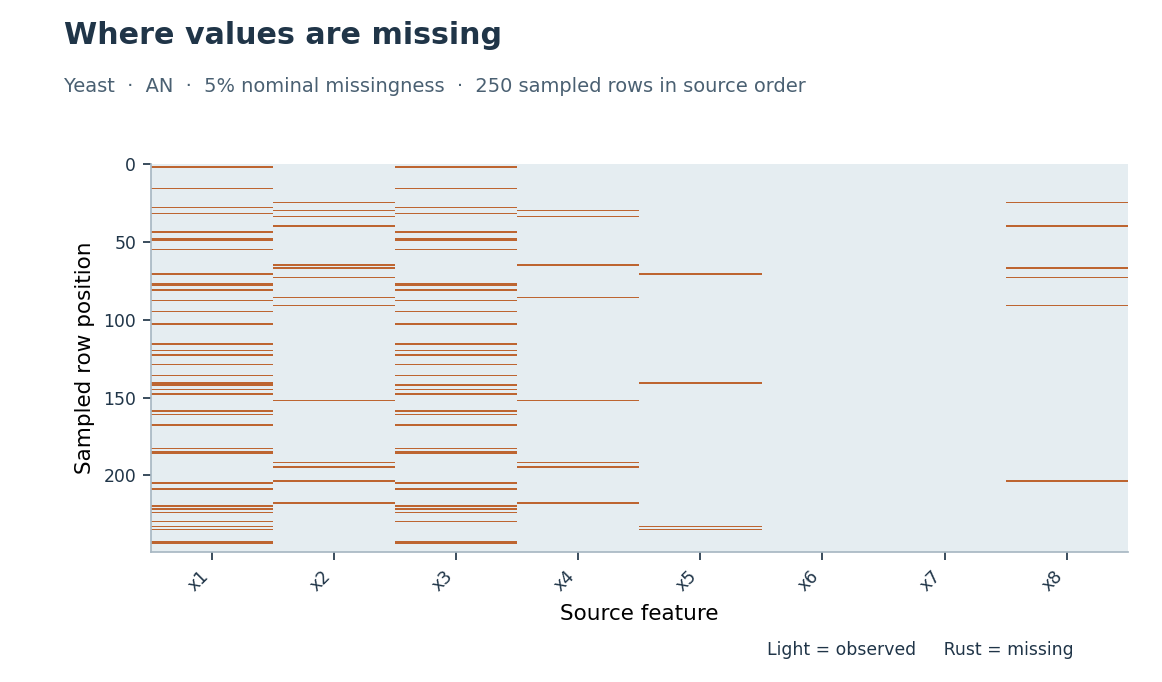 Where values are missing
Yeast · AN · 5% nominal missingness · 250 sampled rows in source order
0
50
100
150
200
Sampled row position
x1 x2 x3 x4 x5 x6 x7 x8
Source feature
Light = observed Rust = missing